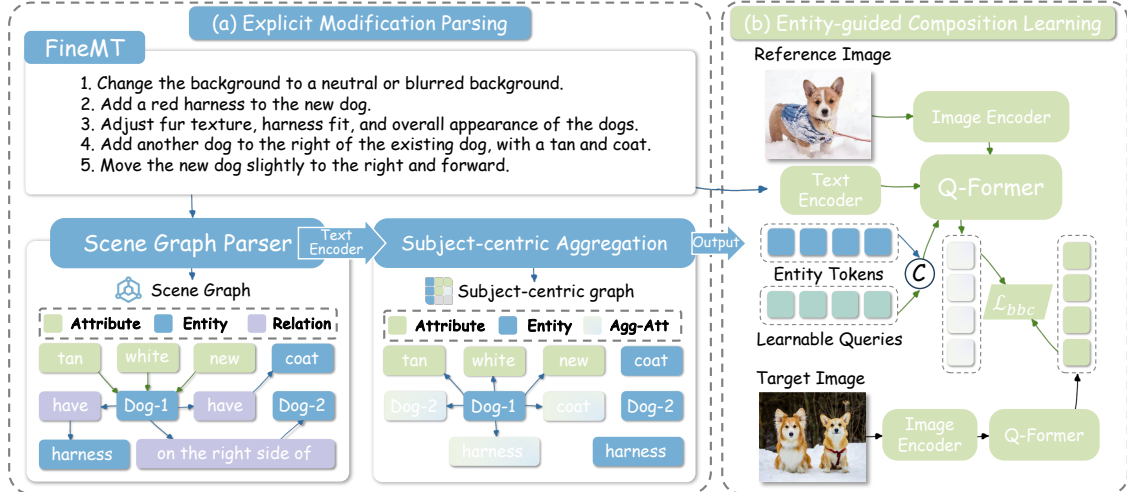 (a) Explicit Modification Parsing
FineMT
1. Change the background to a neutral or blurred background.
2. Add a red harness to the new dog.
3. Adjust fur texture, harness fit, and overall appearance of the dogs.
4. Add another dog to the right of the existing dog, with a tan and coat.
5. Move the new dog slightly to the right and forward.
Scene Graph Parser
Text
Encoder
Subject-centric Aggregation
Output
Scene Graph
Attribute
Entity
Relation
tan
white
new
coat
have
Dog-1
have
Dog-2
harness
on the right side of
Subject-centric graph
Attribute
Entity
Agg-Att
tan
white
new
coat
Dog-2
Dog-1
coat
Dog-2
harness
harness
(b) Entity-guided Composition Learning
Reference Image
Image Encoder
Text
Encoder
Q-Former
Entity Tokens
C
Learnable Queries
ℒbbc
Target Image
Image
Encoder
Q-Former